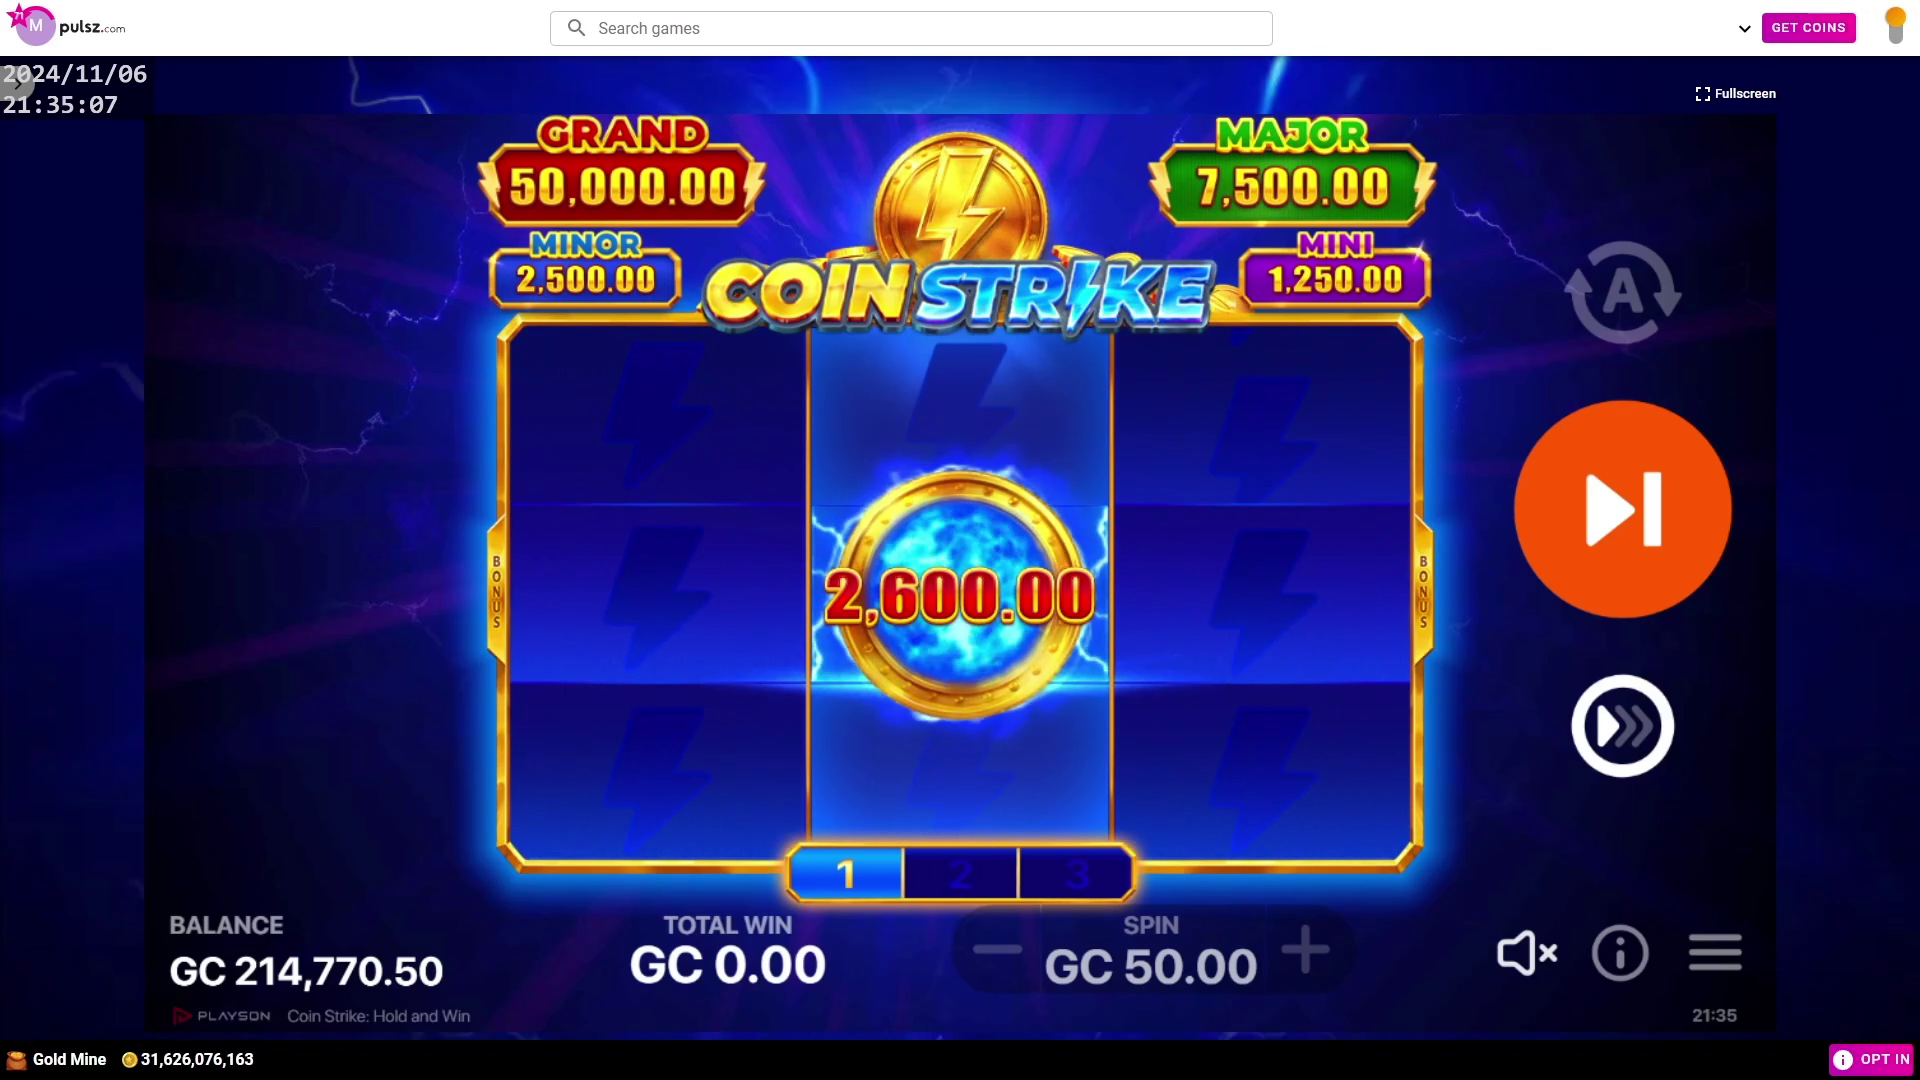 71
M
pulsz.com
Search games
GET COINS
2024/11/06
21:35:07
Fullscreen
GRAND
50,000.00
MAJOR
7,500.00
MINOR
2,500.00
MINI
1,250.00
COIN STRIKE
A
BONUS
2,600.00
BONUS
1 2 3
BALANCE
GC 214,770.50
TOTAL WIN
GC 0.00
SPIN
GC 50.00
PLAYSON Coin Strike: Hold and Win
21:35
Gold Mine 31,626,076,163
OPT IN